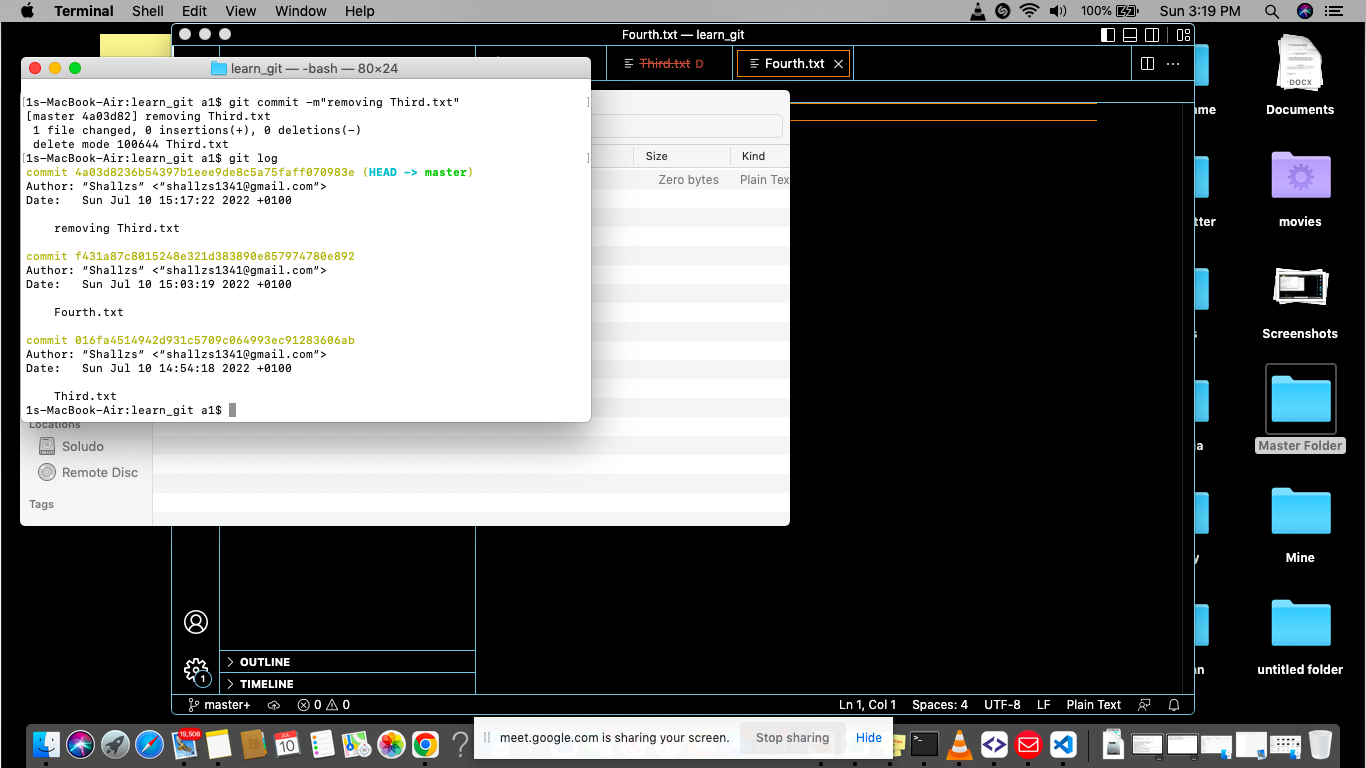 Terminal Shell Edit View Window Help
100% Sun 3:19 PM
Fourth.txt — learn_git
Third.txt D
Fourth.txt
learn_git — -bash — 80×24
[1s-MacBook-Air:learn_git a1$ git commit -m"removing Third.txt" ]
[master 4a03d82] removing Third.txt
1 file changed, 0 insertions(+), 0 deletions(-)
delete mode 100644 Third.txt
[1s-MacBook-Air:learn_git a1$ git log ]
commit 4a03d8236b54397b1eee9de8c5a75faff070983e (HEAD -> master)
Author: “Shallzs” <“shallzs1341@gmail.com”>
Date:   Sun Jul 10 15:17:22 2022 +0100
removing Third.txt
commit f431a87c8015248e321d383890e857974780e892
Author: “Shallzs” <“shallzs1341@gmail.com”>
Date:   Sun Jul 10 15:03:19 2022 +0100
Fourth.txt
commit 016fa4514942d931c5709c064993ec91283606ab
Author: “Shallzs” <“shallzs1341@gmail.com”>
Date:   Sun Jul 10 14:54:18 2022 +0100
Third.txt
1s-MacBook-Air:learn_git a1$
Size Kind
Zero bytes Plain Tex
Locations
Soludo
Remote Disc
Tags
OUTLINE
TIMELINE
1
master+ 0 0 Ln 1, Col 1 Spaces: 4 UTF-8 LF Plain Text
DOCX
Documents
movies
Screenshots
Master Folder
Mine
untitled folder
me
tter
s
a
y
n
19,508
JUL
10
meet.google.com is sharing your screen. Stop sharing Hide